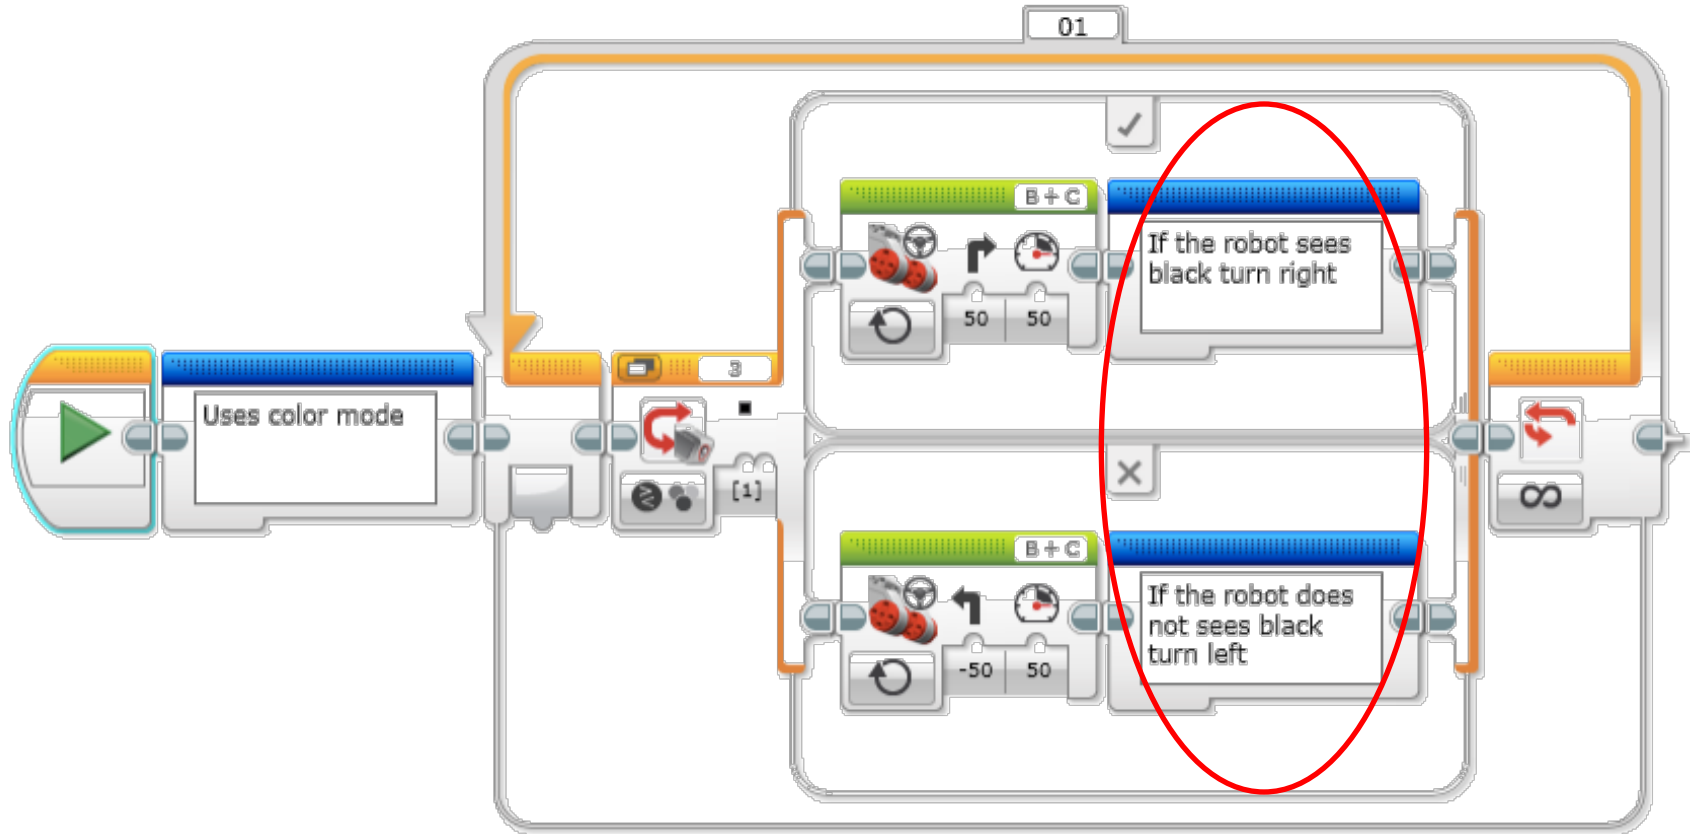 01
B + C
If the robot sees
black turn right
50
50
3
Uses color mode
[1]
B + C
If the robot does
not sees black
turn left
-50
50